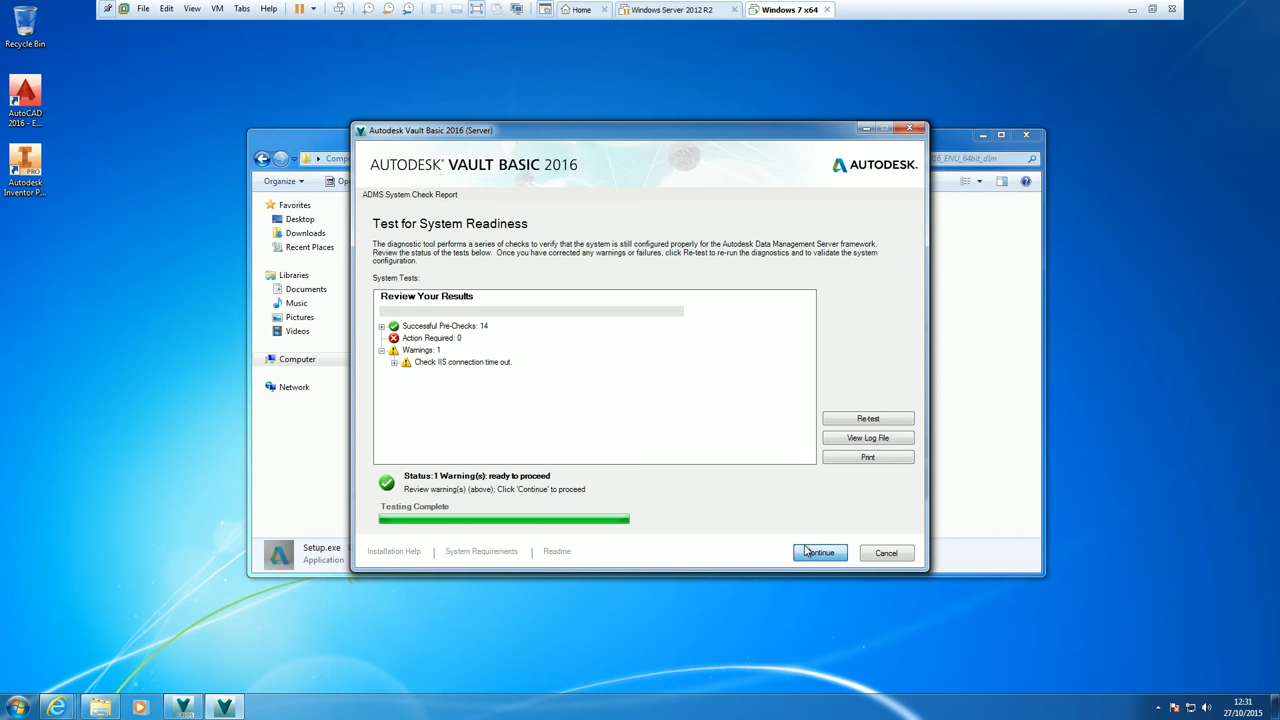 File Edit View VM Tabs Help
Home
Windows Server 2012 R2
Windows 7 x64
Recycle Bin
AutoCAD
2016 - E...
Autodesk
Inventor P...
Autodesk Vault Basic 2016 (Server)
AUTODESK® VAULT BASIC 2016
AUTODESK.
ADMS System Check Report
Test for System Readiness
The diagnostic tool performs a series of checks to verify that the system is still configured properly for the Autodesk Data Management Server framework.
Review the status of the tests below. Once you have corrected any warnings or failures, click Re-test to re-run the diagnostics and to validate the system
configuration.
System Tests:
Review Your Results
Successful Pre-Checks: 14
Action Required: 0
Warnings: 1
Check IIS connection time out.
Re-test
View Log File
Print
Status: 1 Warning(s): ready to proceed
Review warning(s) (above); Click 'Continue' to proceed
Testing Complete
Installation Help
System Requirements
Readme
Continue
Cancel
Comp
16_ENU_64bit_dlm
Organize
Op
Favorites
Desktop
Downloads
Recent Places
Libraries
Documents
Music
Pictures
Videos
Computer
Network
Setup.exe
Application
12:31
27/10/2015